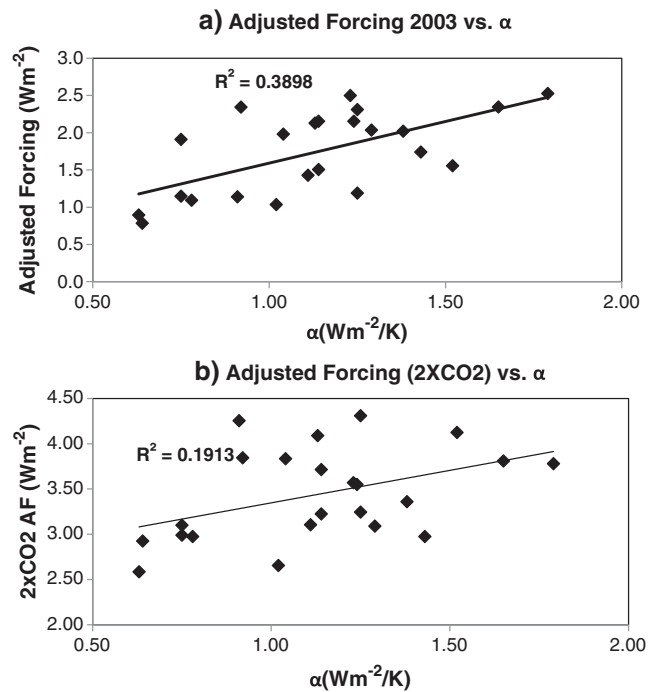 a) Adjusted Forcing 2003 vs. α
Adjusted Forcing (Wm⁻²)
3.0
2.5
2.0
1.5
1.0
0.5
0.0
R² = 0.3898
0.50 1.00 1.50 2.00
α(Wm⁻²/K)
b) Adjusted Forcing (2XCO2) vs. α
2xCO2 AF (Wm⁻²)
4.50
4.00
3.50
3.00
2.50
2.00
R² = 0.1913
0.50 1.00 1.50 2.00
α(Wm⁻²/K)